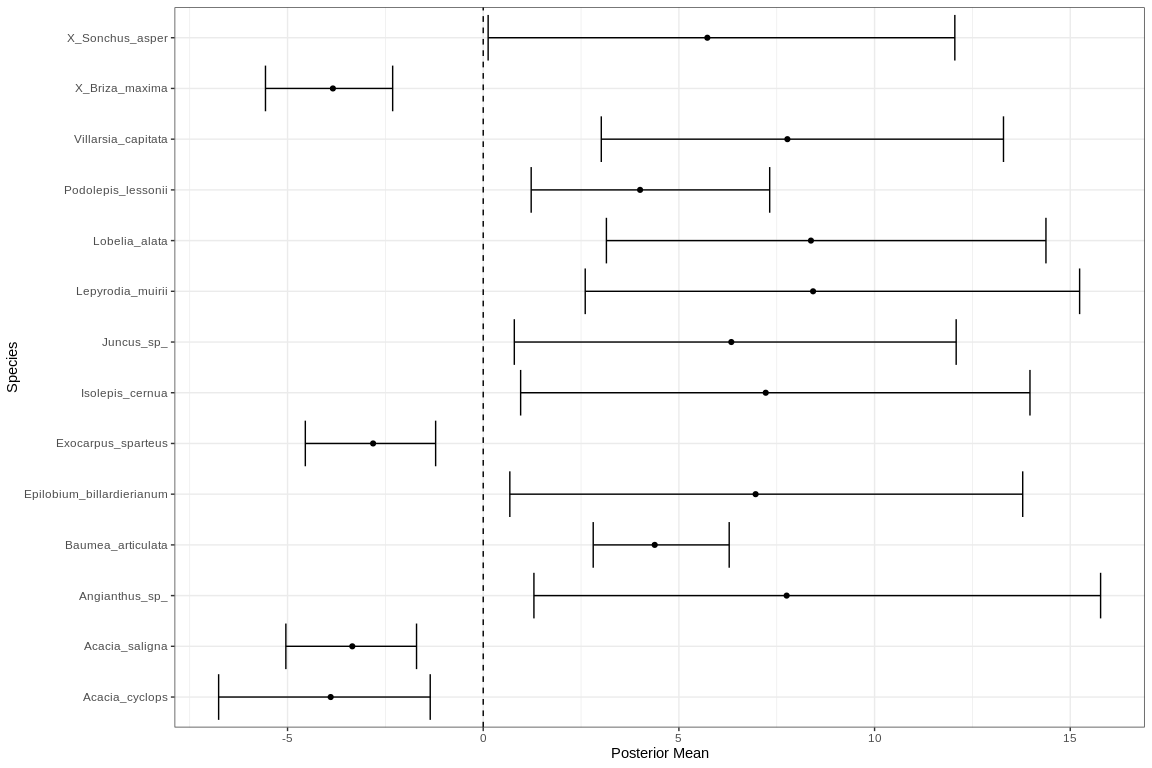 X_Sonchus_asper
X_Briza_maxima
Villarsia_capitata
Podolepis_lessonii
Lobelia_alata
Lepyrodia_muirii
Juncus_sp_
Isolepis_cernua
Exocarpus_sparteus
Epilobium_billardierianum
Baumea_articulata
Angianthus_sp_
Acacia_saligna
Acacia_cyclops
Species
-5 0 5 10 15
Posterior Mean